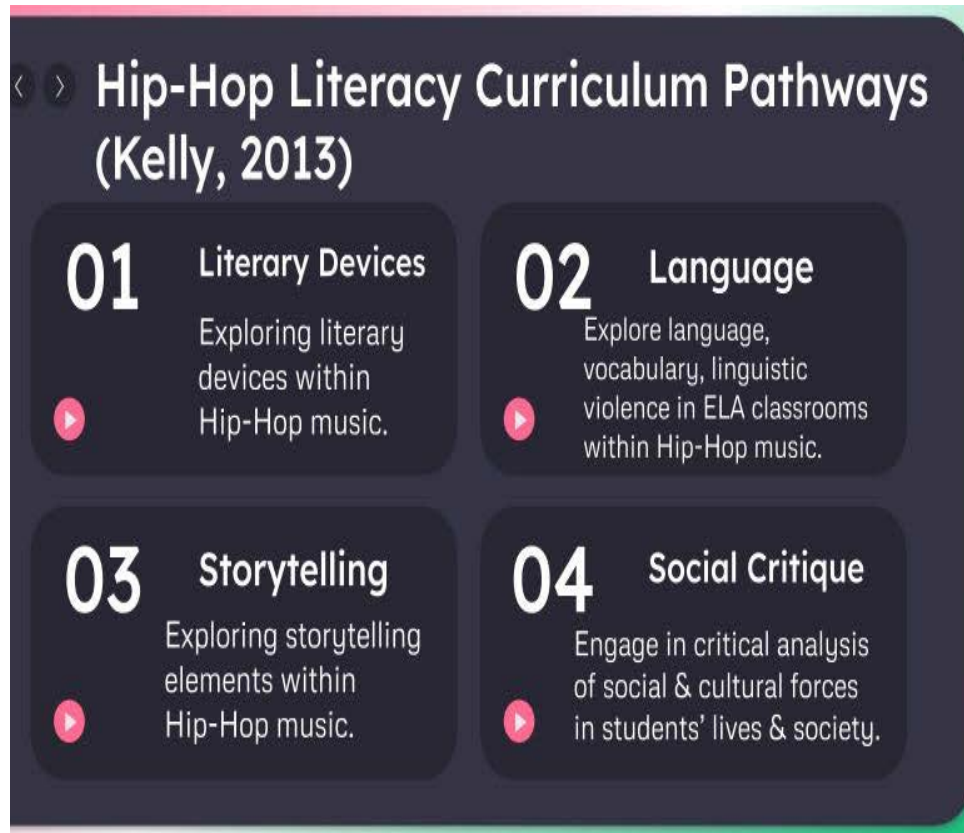 Hip-Hop Literacy Curriculum Pathways
(Kelly, 2013)
01
Literary Devices
Exploring literary
devices within
Hip-Hop music.
02
Language
Explore language,
vocabulary, linguistic
violence in ELA classrooms
within Hip-Hop music.
03
Storytelling
Exploring storytelling
elements within
Hip-Hop music.
04
Social Critique
Engage in critical analysis
of social & cultural forces
in students’ lives & society.